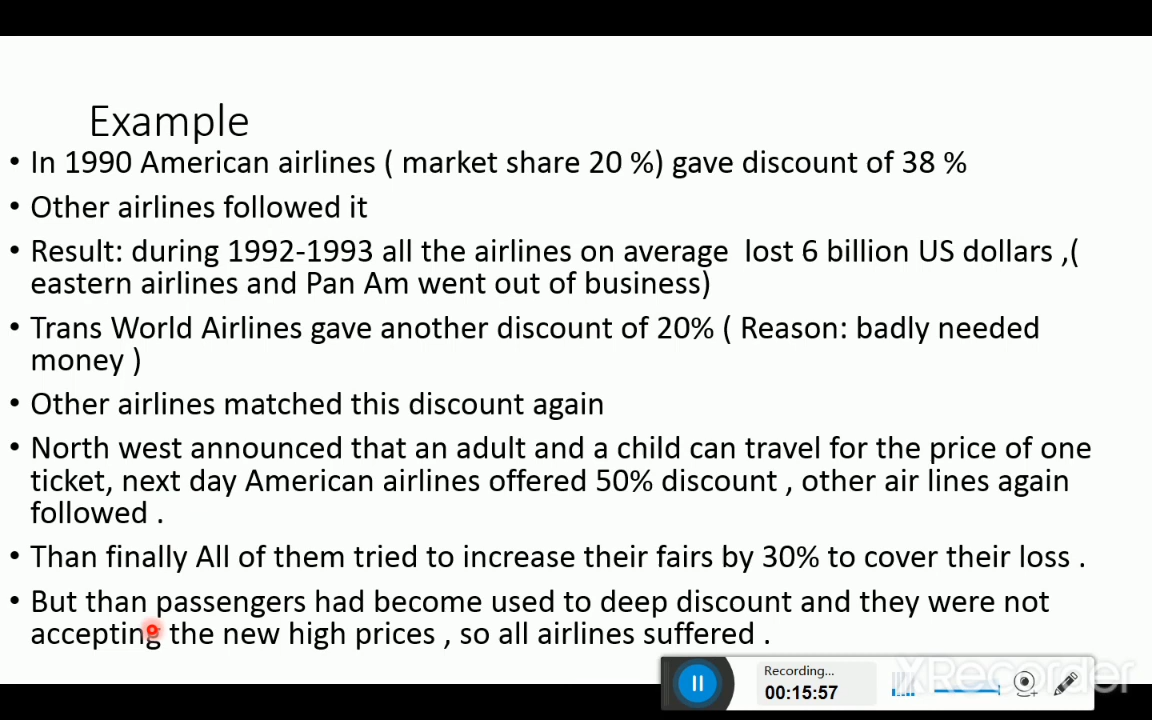 Example
• In 1990 American airlines ( market share 20 %) gave discount of 38 %
• Other airlines followed it
• Result: during 1992-1993 all the airlines on average lost 6 billion US dollars ,(
eastern airlines and Pan Am went out of business)
• Trans World Airlines gave another discount of 20% ( Reason: badly needed
money )
• Other airlines matched this discount again
• North west announced that an adult and a child can travel for the price of one
ticket, next day American airlines offered 50% discount , other air lines again
followed .
• Than finally All of them tried to increase their fairs by 30% to cover their loss .
• But than passengers had become used to deep discount and they were not
accepting the new high prices , so all airlines suffered .
Recording...
00:15:57
XRecorder